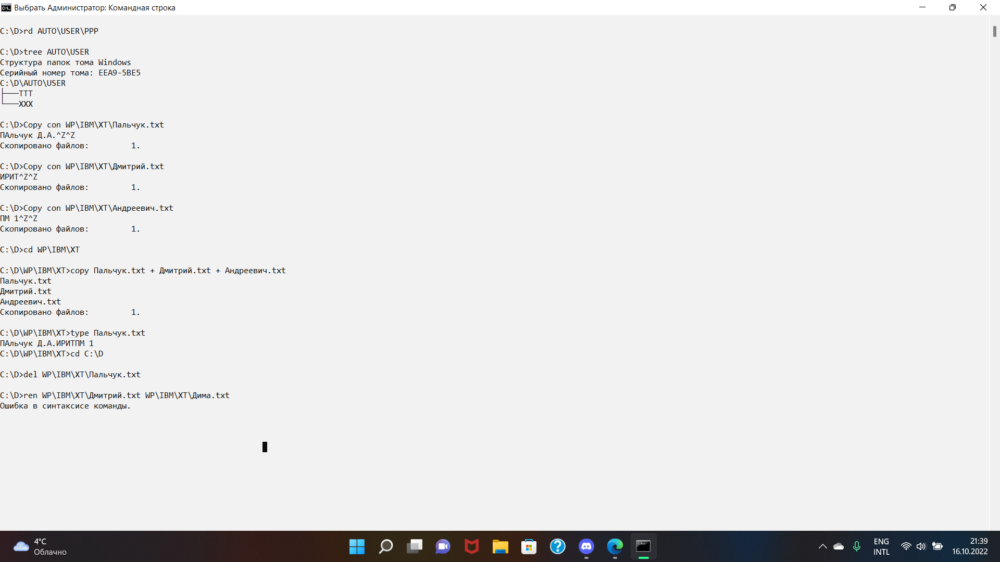 Выбрать Администратор: Командная строка
C:\D>rd AUTO\USER\PPP
C:\D>tree AUTO\USER
Структура папок тома Windows
Серийный номер тома: EEA9-5BE5
C:\D\AUTO\USER
├───TTT
└───XXX
C:\D>Copy con WP\IBM\XT\Пальчук.txt
ПАльчук Д.А.^Z^Z
Скопировано файлов:         1.
C:\D>Copy con WP\IBM\XT\Дмитрий.txt
ИРИТ^Z^Z
Скопировано файлов:         1.
C:\D>Copy con WP\IBM\XT\Андреевич.txt
ПМ 1^Z^Z
Скопировано файлов:         1.
C:\D>cd WP\IBM\XT
C:\D\WP\IBM\XT>copy Пальчук.txt + Дмитрий.txt + Андреевич.txt
Пальчук.txt
Дмитрий.txt
Андреевич.txt
Скопировано файлов:         1.
C:\D\WP\IBM\XT>type Пальчук.txt
ПАльчук Д.А.ИРИТПМ 1
C:\D\WP\IBM\XT>cd C:\D
C:\D>del WP\IBM\XT\Пальчук.txt
C:\D>ren WP\IBM\XT\Дмитрий.txt WP\IBM\XT\Дима.txt
Ошибка в синтаксисе команды.
4°C
Облачно
ENG
INTL
21:39
16.10.2022